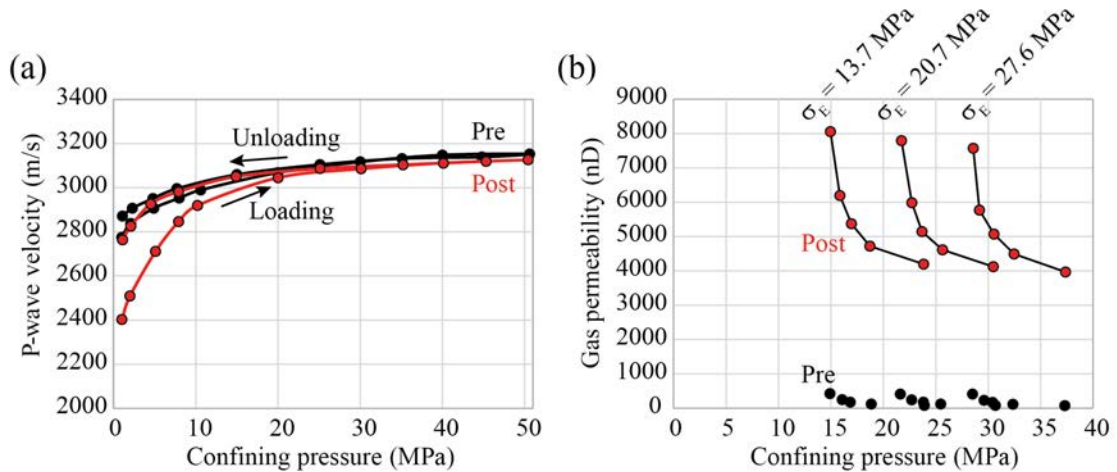 (a)
P-wave velocity (m/s)
3400
3200
3000
2800
2600
2400
2200
2000
Unloading
Loading
Pre
Post
0 10 20 30 40 50
Confining pressure (MPa)
(b)
σE = 13.7 MPa
σE = 20.7 MPa
σE = 27.6 MPa
Gas permeability (nD)
9000
8000
7000
6000
5000
4000
3000
2000
1000
0
Post
Pre
0 5 10 15 20 25 30 35 40
Confining pressure (MPa)